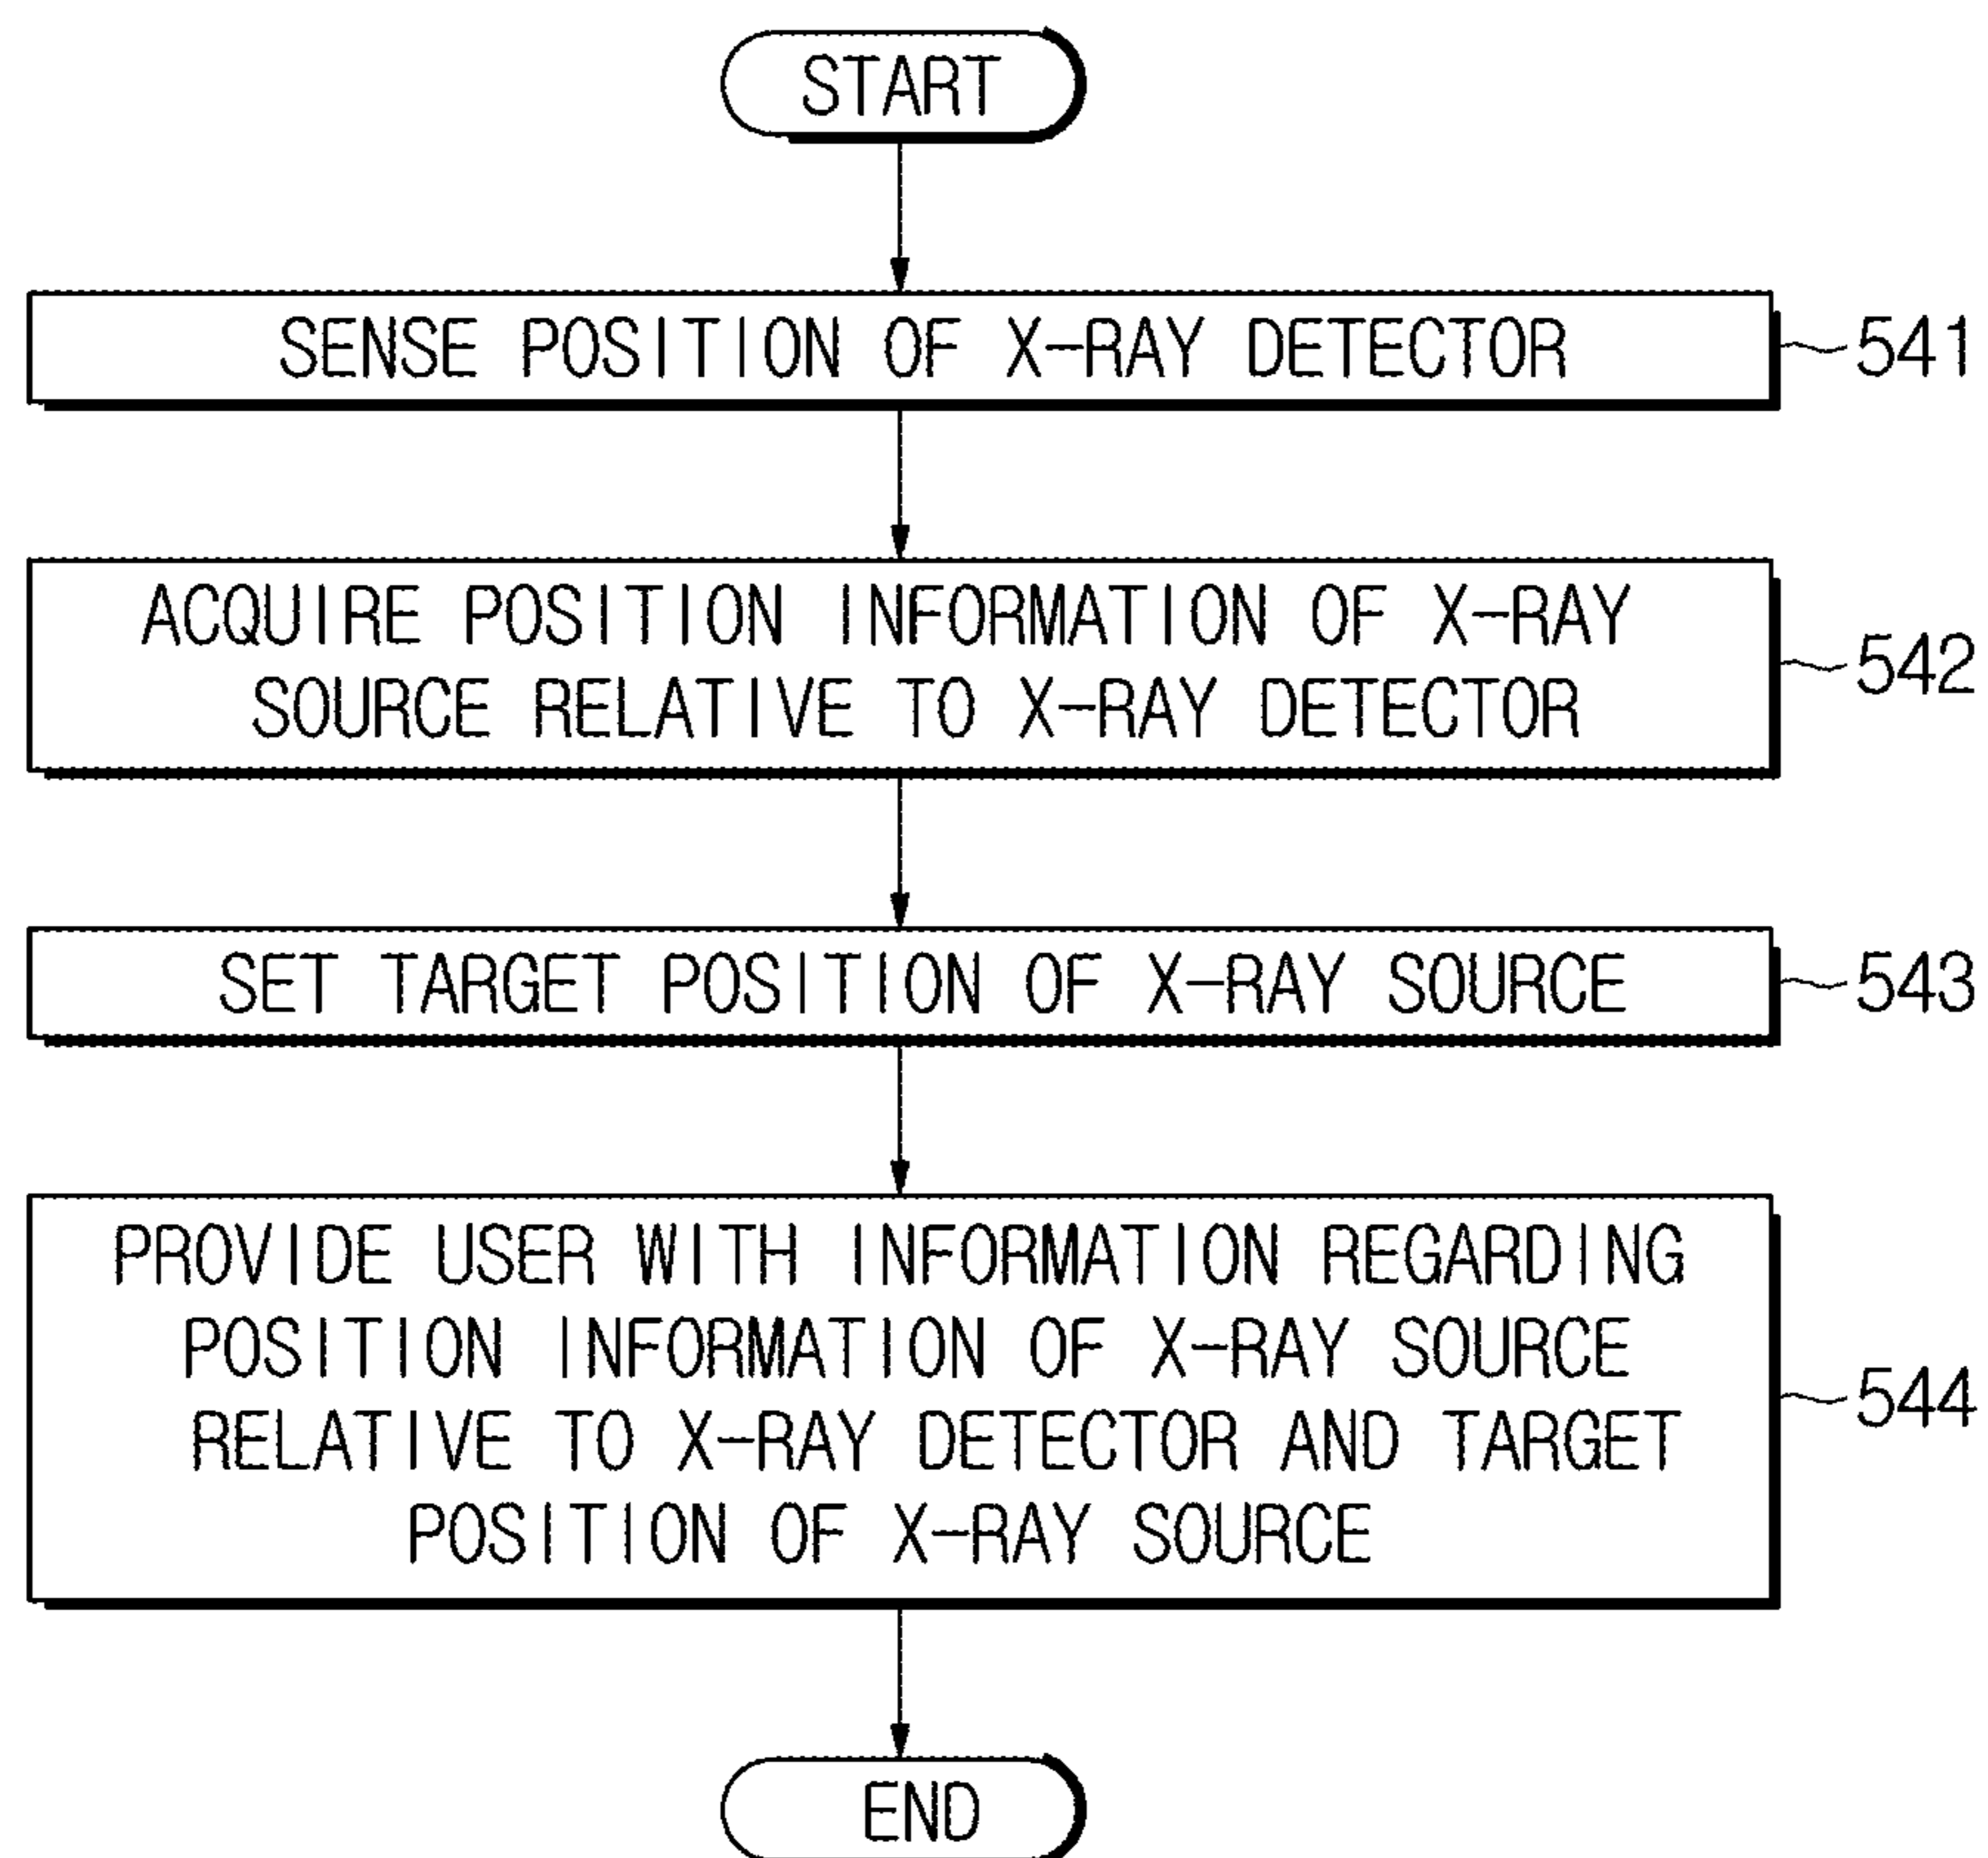 START
SENSE POSITION OF X-RAY DETECTOR
541
ACQUIRE POSITION INFORMATION OF X-RAY
SOURCE RELATIVE TO X-RAY DETECTOR
542
SET TARGET POSITION OF X-RAY SOURCE
543
PROVIDE USER WITH INFORMATION REGARDING
POSITION INFORMATION OF X-RAY SOURCE
RELATIVE TO X-RAY DETECTOR AND TARGET
POSITION OF X-RAY SOURCE
544
END